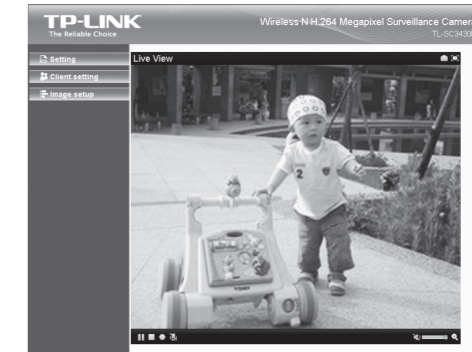 TP-LINK
The Reliable Choice
Wireless N H.264 Megapixel Surveillance Camer
TL-SC3430
Setting
Client setting
Image setup
Live View
2